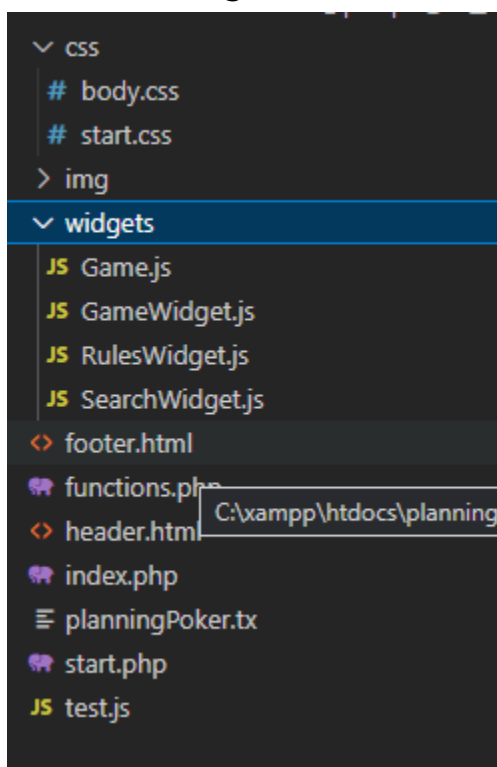 css
# body.css
# start.css
img
widgets
JS Game.js
JS GameWidget.js
JS RulesWidget.js
JS SearchWidget.js
<> footer.html
functions.php
C:\xampp\htdocs\planning
<> header.html
index.php
planningPoker.tx
start.php
JS test.js